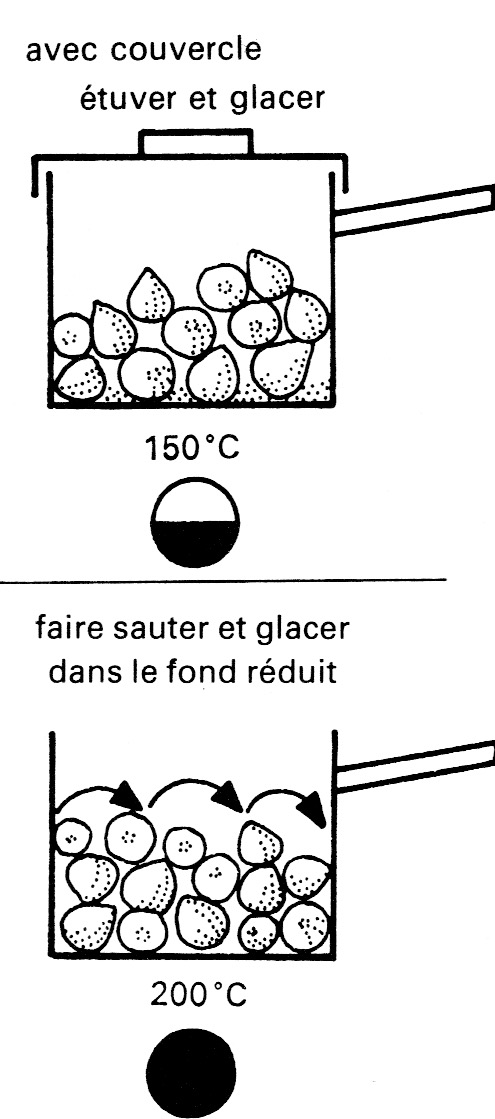 avec couvercle
étuver et glacer
150°C
faire sauter et glacer
dans le fond réduit
200°C